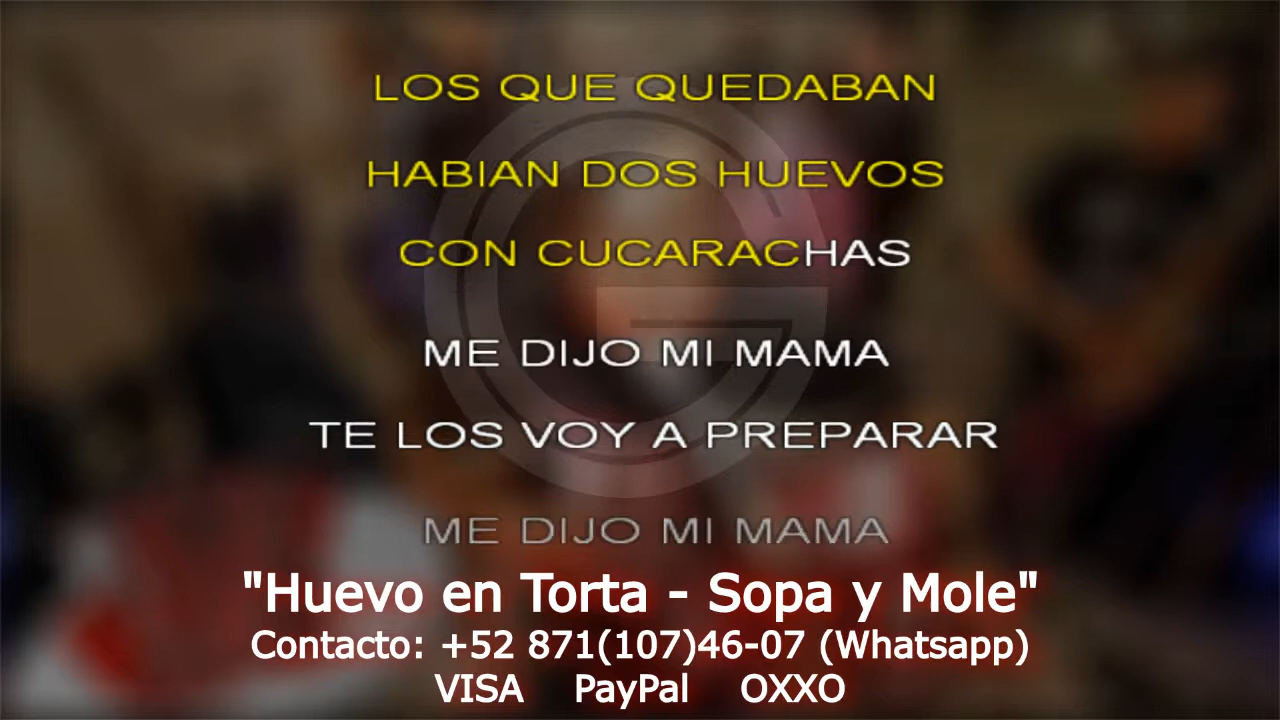 LOS QUE QUEDABAN
HABIAN DOS HUEVOS
CON CUCARACHAS
ME DIJO MI MAMA
TE LOS VOY A PREPARAR
ME DIJO MI MAMA
"Huevo en Torta - Sopa y Mole"
Contacto: +52 871(107)46-07 (Whatsapp)
VISA PayPal OXXO